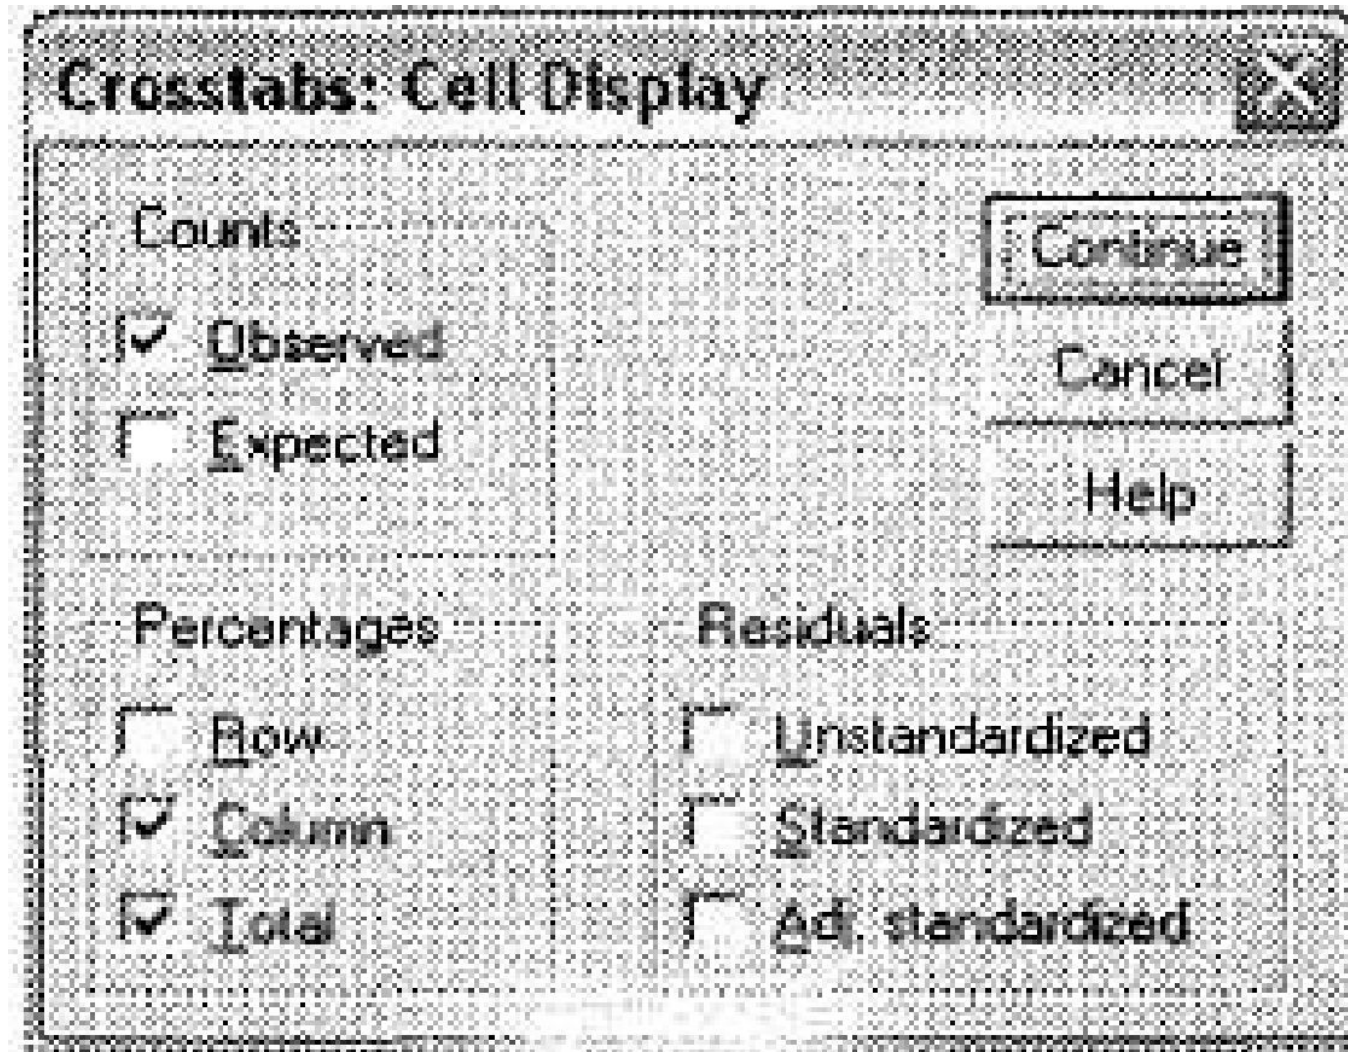 Crosstabs: Cell Display
Counts
Observed
Expected
Continue
Cancel
Help
Percentages
Row
Column
Total
Residuals
Unstandardized
Standardized
Adj. standardized